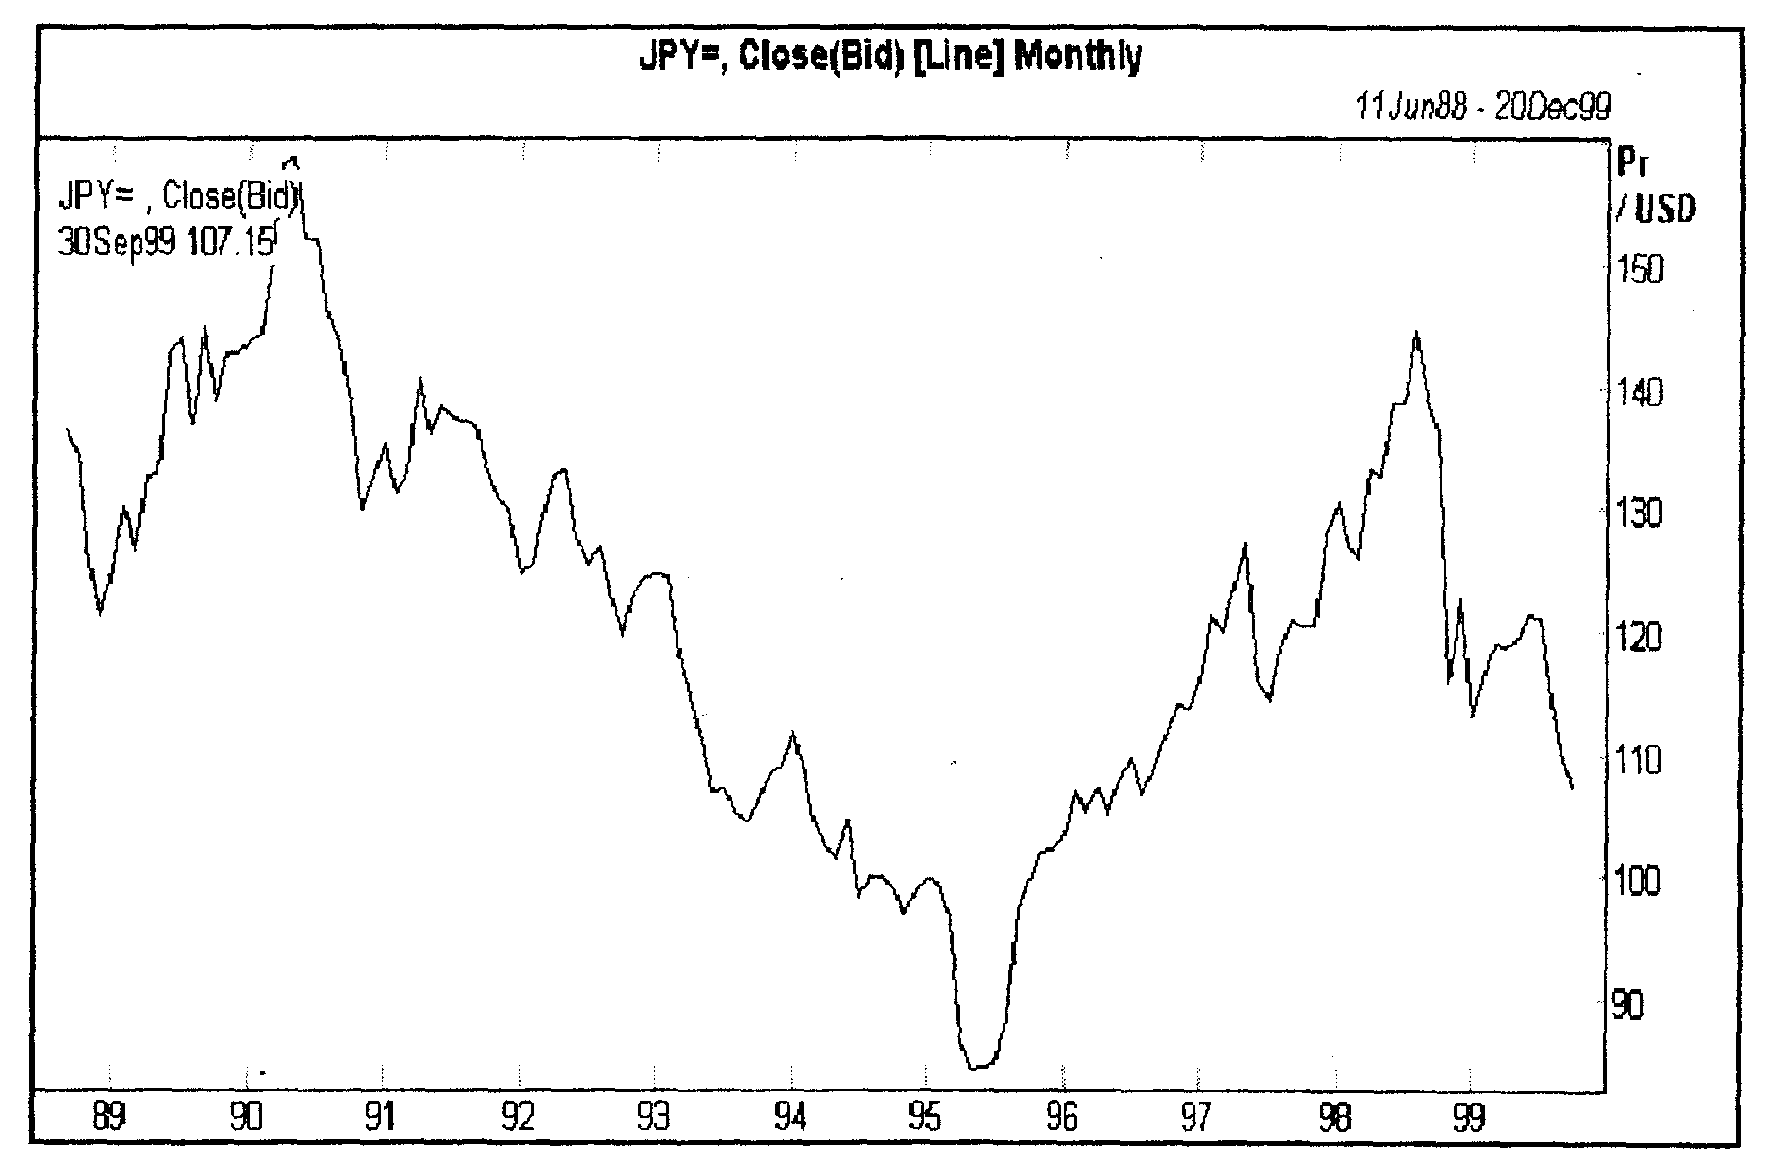 JPY=, Close(Bid) [Line] Monthly
11Jun88 - 20Dec99
Pr
/ USD
JPY= , Close(Bid)
30Sep99 107.15
150
140
130
120
110
100
90
89 90 91 92 93 94 95 96 97 98 99